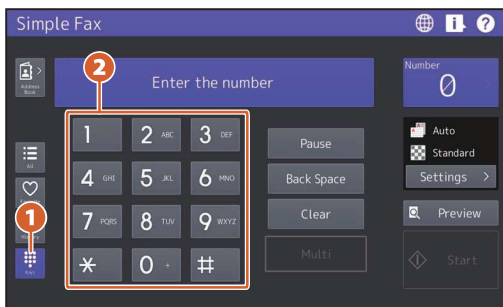 Simple Fax
Address
Book
2
Enter the number
Number
0
1
2 ABC
3 DEF
Pause
Auto
Standard
All
4 GHI
5 JKL
6 MNO
Back Space
Settings >
7 PQRS
8 TUV
9 WXYZ
Clear
Preview
1
*
0 +
#
Multi
Start